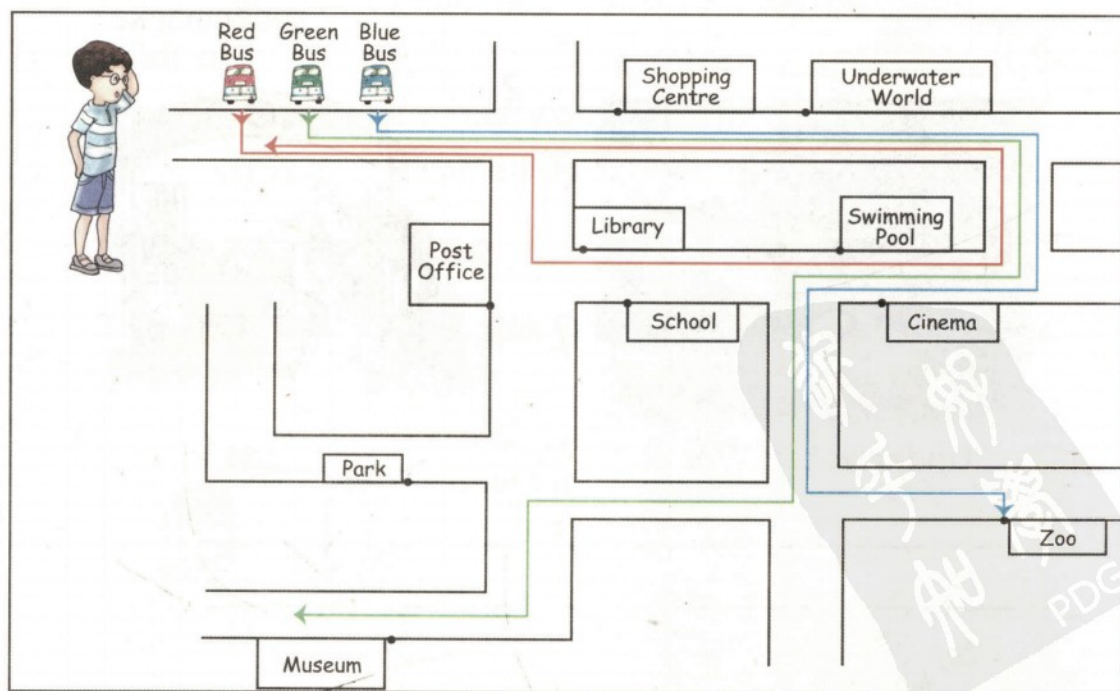 Red
Bus
Green
Bus
Blue
Bus
Shopping
Centre
Underwater
World
Library
Swimming
Pool
Post
Office
School
Cinema
Park
Zoo
Museum
PDG